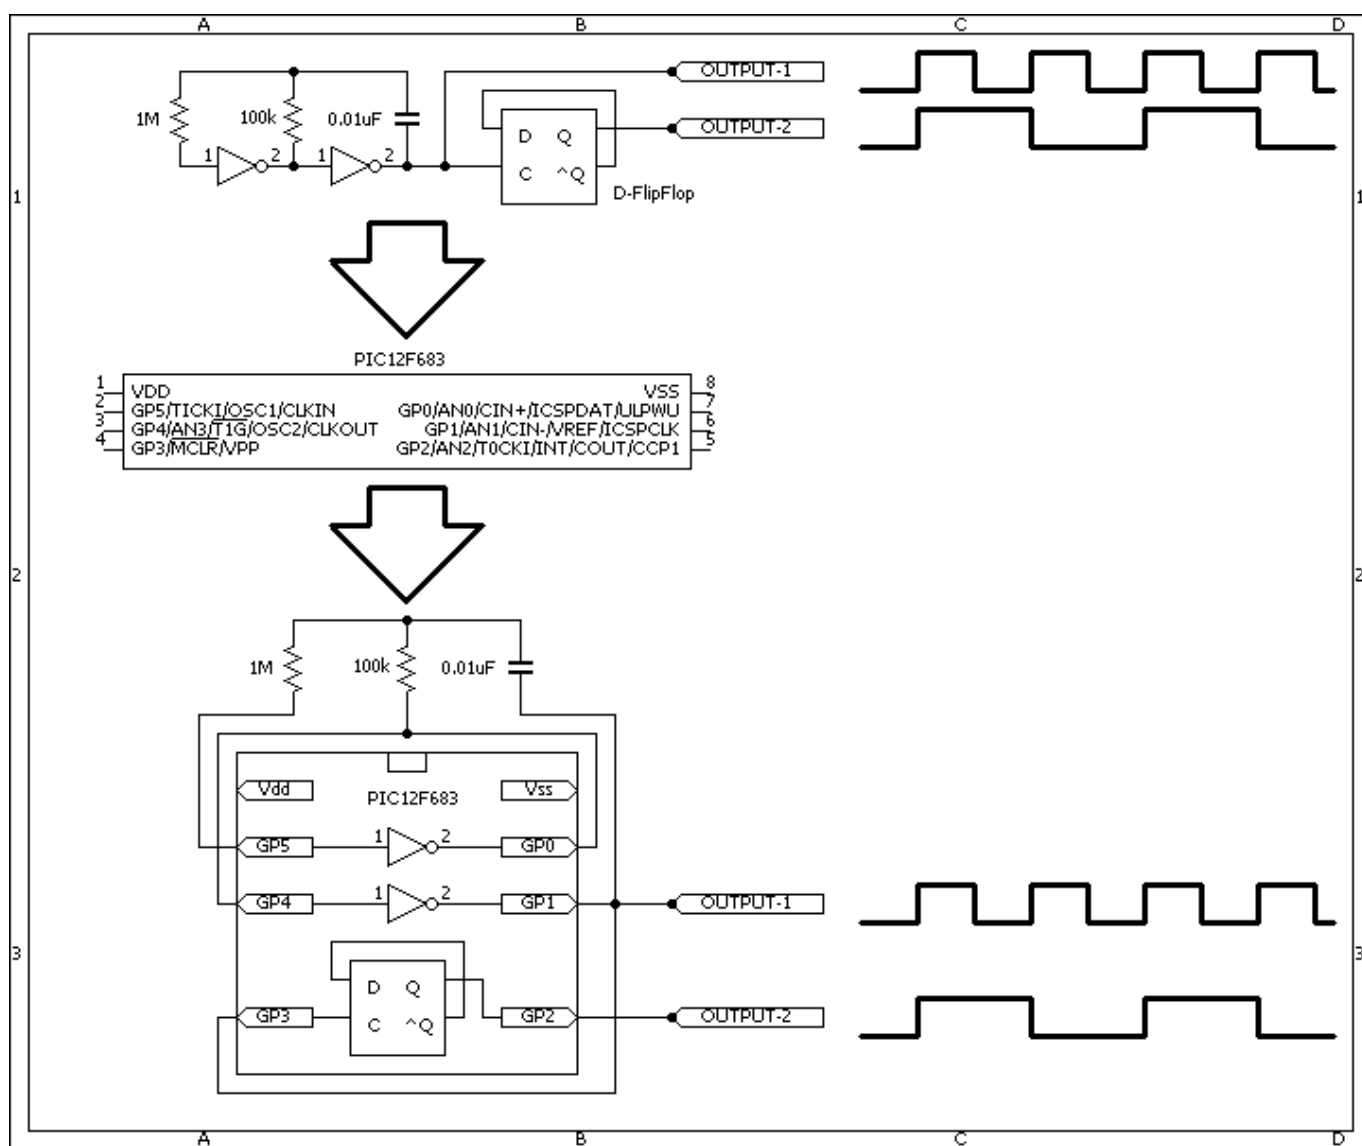 A B C D
OUTPUT-1
1M 100k 0.01uF
D Q OUTPUT-2
1 2 1 2
C ^Q
D-FlipFlop
1 1
PIC12F683
1 VDD VSS 8
2 GP5/TICKI/OSC1/CLKIN GP0/AN0/CIN+/ICSPDAT/ULPWU 7
3 GP4/AN3/T1G/OSC2/CLKOUT GP1/AN1/CIN-/VREF/ICSPCLK 6
4 GP3/MCLR/VPP GP2/AN2/T0CKI/INT/COUT/CCP1 5
2 2
1M 100k 0.01uF
Vdd PIC12F683 Vss
GP5 1 2 GP0
GP4 1 2 GP1 OUTPUT-1
3 3
D Q
GP3 C ^Q GP2 OUTPUT-2
A B C D